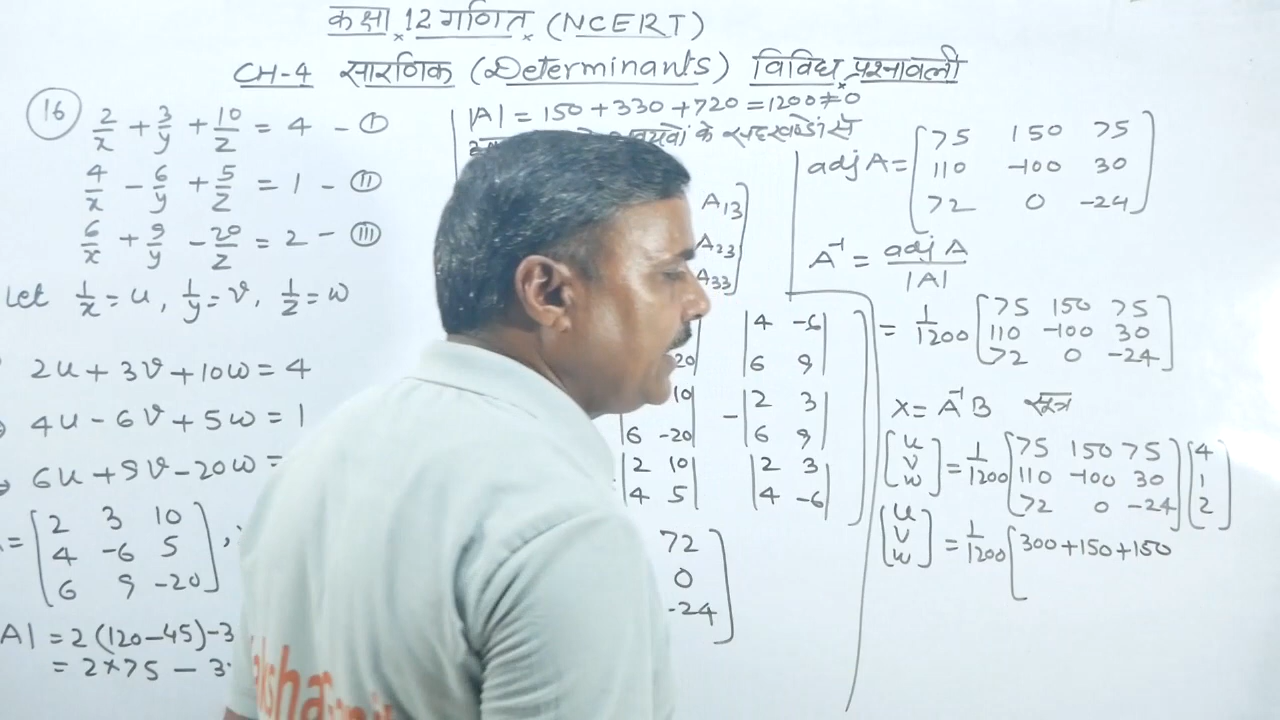 कक्षा 12 गणित (NCERT)
CH-4 सारणिक (Determinants) विविध प्रश्नावली
16
2/x + 3/y + 10/z = 4 - I
4/x - 6/y + 5/z = 1 - II
6/x + 9/y - 20/z = 2 - III
Let 1/x = u, 1/y = v, 1/z = w
2u + 3v + 10w = 4
4u - 6v + 5w = 1
6u + 9v - 20w =
= [2 3 10
4 -6 5
6 9 -20] ,
A| = 2(120-45)-3
= 2×75 - 3
|A| = 150 + 330 + 720 = 1200 ≠ 0
के सहखण्डों से
A13
A23
A33]
|4 -6|
20| |6 9|
10| -|2 3|
|6 -20| |6 9|
|2 10| |2 3|
|4 5| |4 -6|
72
0
-24]
adj A = [75 150 75
110 -100 30
72 0 -24]
A⁻¹ = adj A / |A|
= 1/1200 [75 150 75
110 -100 30
72 0 -24]
X = A⁻¹ B सूत्र
[u v w] = 1/1200 [75 150 75
110 -100 30
72 0 -24] [4 1 2]
[u v w] = 1/1200 [300+150+150
akshaGanit